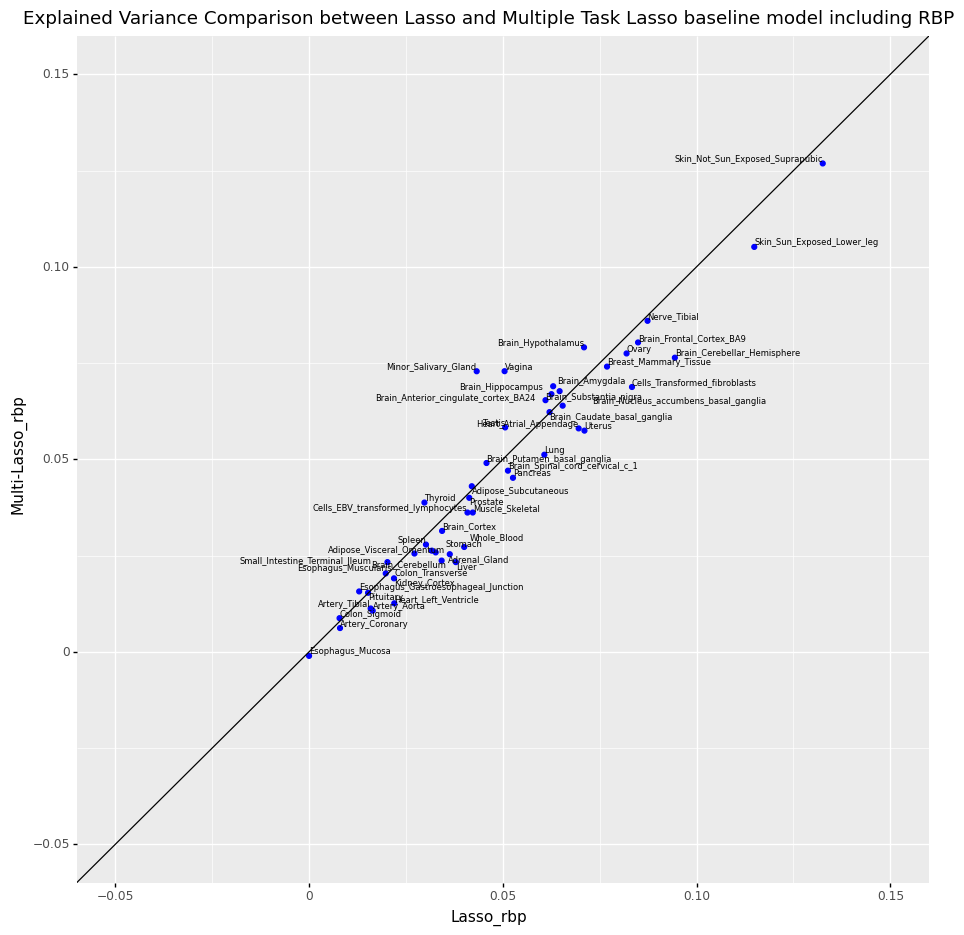 Explained Variance Comparison between Lasso and Multiple Task Lasso baseline model including RBP
0.15
Skin_Not_Sun_Exposed_Suprapubic
Skin_Sun_Exposed_Lower_leg
0.10
Nerve_Tibial
Brain_Frontal_Cortex_BA9
Brain_Hypothalamus
Ovary
Brain_Cerebellar_Hemisphere
Breast_Mammary_Tissue
Minor_Salivary_Gland
Vagina
Brain_Amygdala
Cells_Transformed_fibroblasts
Brain_Hippocampus
Brain_Anterior_cingulate_cortex_BA24
Brain_Substantia_nigra
Brain_Nucleus_accumbens_basal_ganglia
Brain_Caudate_basal_ganglia
Testis
Heart_Atrial_Appendage
Uterus
Lung
0.05
Brain_Putamen_basal_ganglia
Brain_Spinal_cord_cervical_c_1
Pancreas
Adipose_Subcutaneous
Thyroid
Prostate
Cells_EBV_transformed_lymphocytes
Muscle_Skeletal
Brain_Cortex
Whole_Blood
Spleen
Stomach
Adipose_Visceral_Omentum
Small_Intestine_Terminal_Ileum
Adrenal_Gland
Brain_Cerebellum
Liver
Esophagus_Muscularis
Colon_Transverse
Kidney_Cortex
Esophagus_Gastroesophageal_Junction
Pituitary
Heart_Left_Ventricle
Artery_Tibial
Artery_Aorta
Colon_Sigmoid
Artery_Coronary
Esophagus_Mucosa
0
−0.05
−0.05
0
0.05
0.10
0.15
Lasso_rbp
Multi-Lasso_rbp